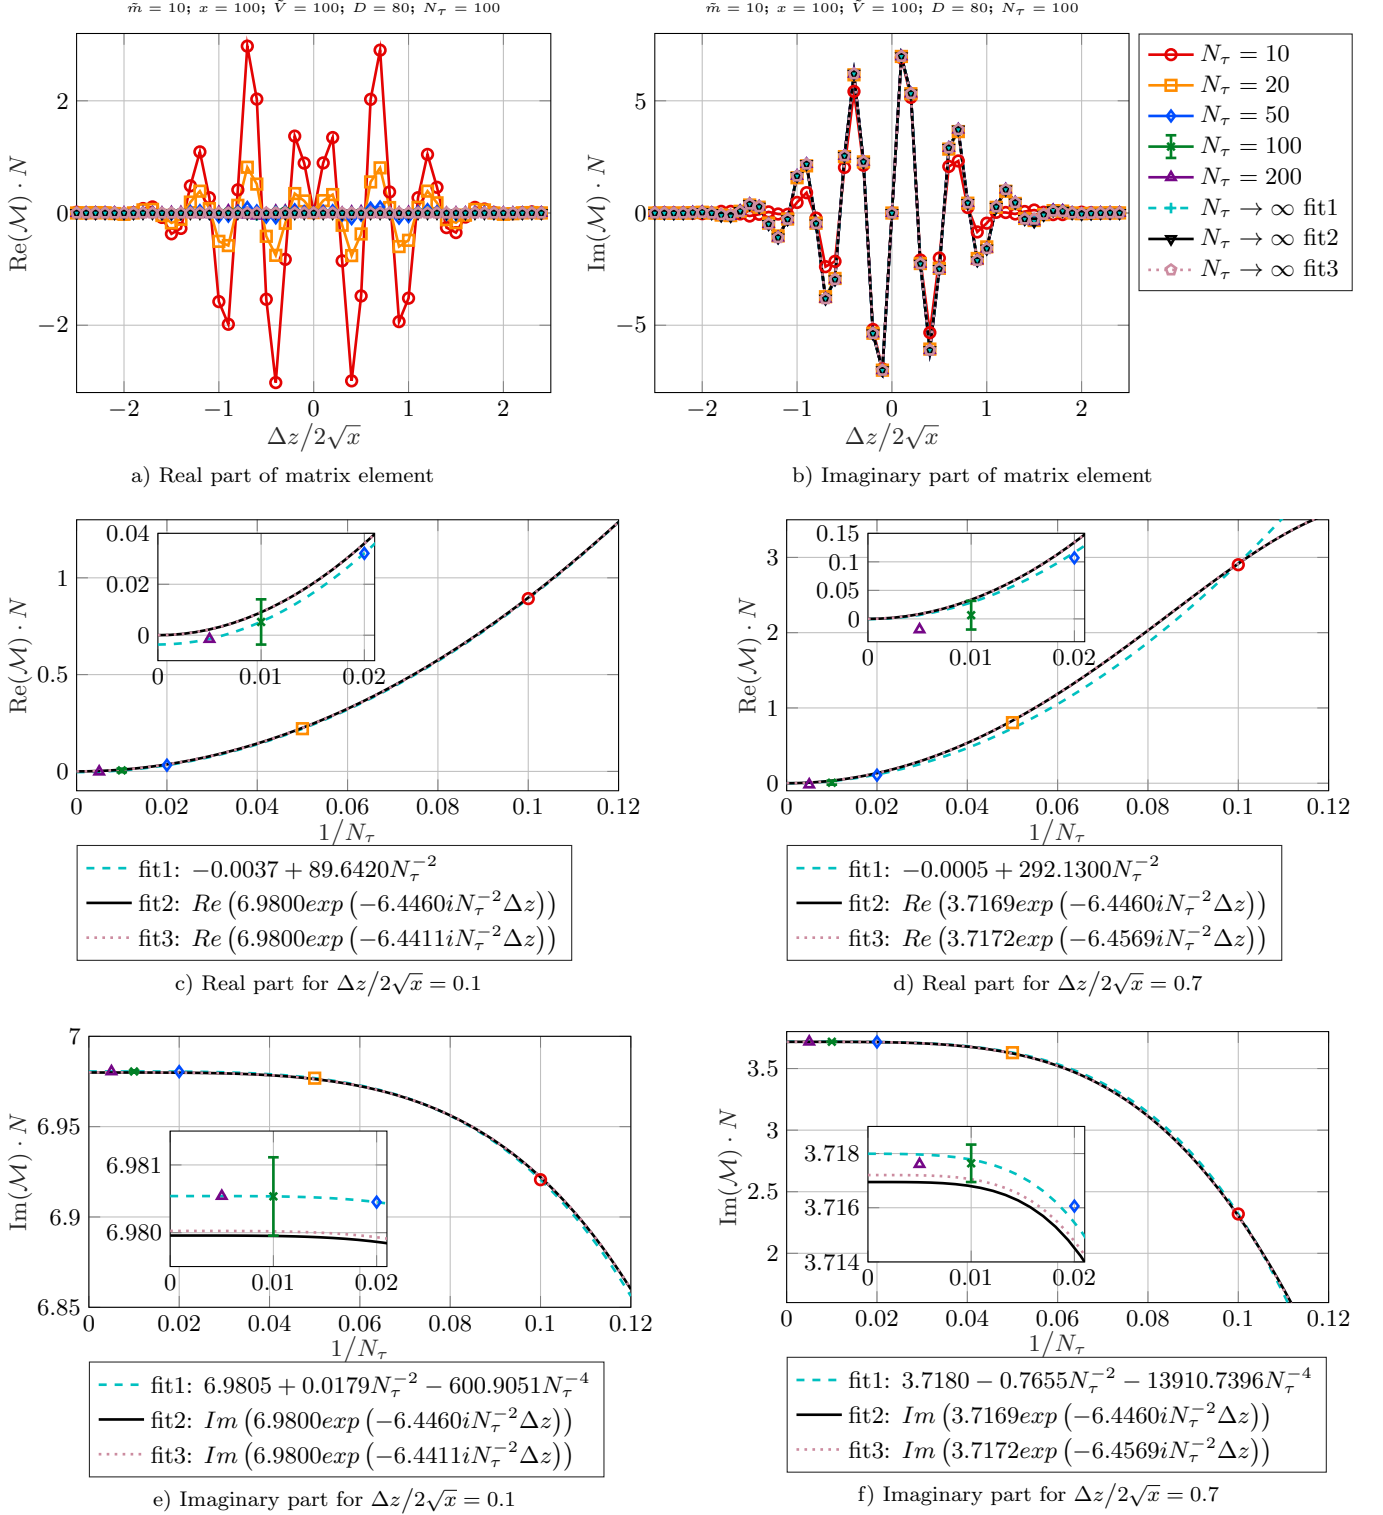 m̃ = 10; x = 100; Ṽ = 100; D = 80; N_τ = 100
m̃ = 10; x = 100; Ṽ = 100; D = 80; N_τ = 100
Re(ℳ) · N
2
0
−2
−2 −1 0 1 2
Δz/2√x
a) Real part of matrix element
Im(ℳ) · N
5
0
−5
−2 −1 0 1 2
Δz/2√x
b) Imaginary part of matrix element
N_τ = 10
N_τ = 20
N_τ = 50
N_τ = 100
N_τ = 200
N_τ → ∞ fit1
N_τ → ∞ fit2
N_τ → ∞ fit3
Re(ℳ) · N
1
0.5
0
0.04
0.02
0
0 0.01 0.02
0 0.02 0.04 0.06 0.08 0.1 0.12
1/N_τ
fit1: −0.0037 + 89.6420N_τ^−2
fit2: Re (6.9800exp (−6.4460iN_τ^−2Δz))
fit3: Re (6.9800exp (−6.4411iN_τ^−2Δz))
c) Real part for Δz/2√x = 0.1
Re(ℳ) · N
3
2
1
0
0.15
0.1
0.05
0
0 0.01 0.02
0 0.02 0.04 0.06 0.08 0.1 0.12
1/N_τ
fit1: −0.0005 + 292.1300N_τ^−2
fit2: Re (3.7169exp (−6.4460iN_τ^−2Δz))
fit3: Re (3.7172exp (−6.4569iN_τ^−2Δz))
d) Real part for Δz/2√x = 0.7
Im(ℳ) · N
7
6.95
6.9
6.85
6.981
6.980
0 0.01 0.02
0 0.02 0.04 0.06 0.08 0.1 0.12
1/N_τ
fit1: 6.9805 + 0.0179N_τ^−2 − 600.9051N_τ^−4
fit2: Im (6.9800exp (−6.4460iN_τ^−2Δz))
fit3: Im (6.9800exp (−6.4411iN_τ^−2Δz))
e) Imaginary part for Δz/2√x = 0.1
Im(ℳ) · N
3.5
3
2.5
2
3.718
3.716
3.714
0 0.01 0.02
0 0.02 0.04 0.06 0.08 0.1 0.12
1/N_τ
fit1: 3.7180 − 0.7655N_τ^−2 − 13910.7396N_τ^−4
fit2: Im (3.7169exp (−6.4460iN_τ^−2Δz))
fit3: Im (3.7172exp (−6.4569iN_τ^−2Δz))
f) Imaginary part for Δz/2√x = 0.7